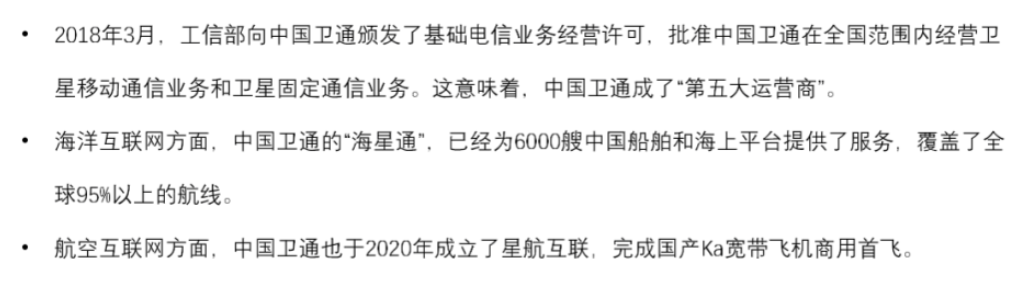 • 2018年3月，工信部向中国卫通颁发了基础电信业务经营许可，批准中国卫通在全国范围内经营卫
星移动通信业务和卫星固定通信业务。这意味着，中国卫通成了“第五大运营商”。
• 海洋互联网方面，中国卫通的“海星通”，已经为6000艘中国船舶和海上平台提供了服务，覆盖了全
球95%以上的航线。
• 航空互联网方面，中国卫通也于2020年成立了星航互联，完成国产Ka宽带飞机商用首飞。